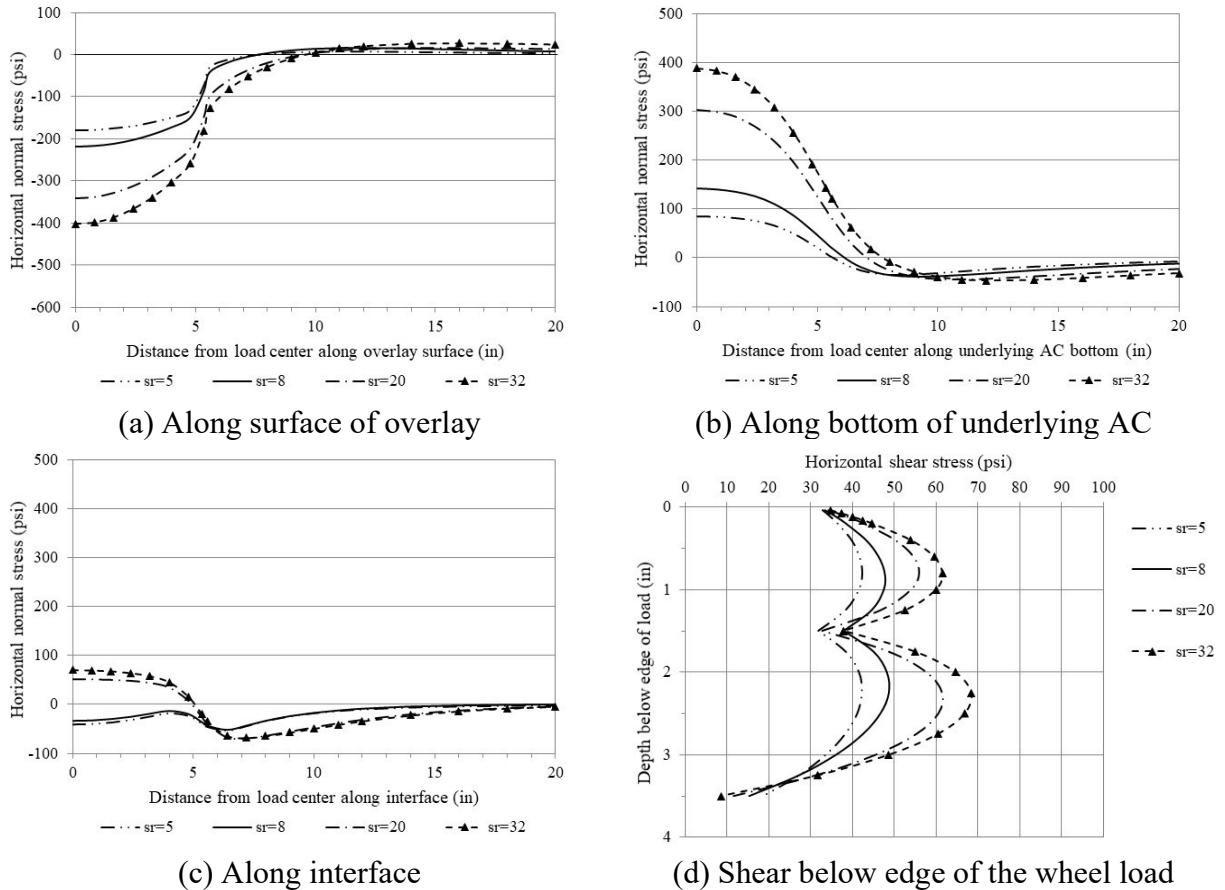 100
0
-100
-200
-300
-400
-500
-600
Horizontal normal stress (psi)
0 5 10 15 20
Distance from load center along overlay surface (in)
sr=5 sr=8 sr=20 sr=32
(a) Along surface of overlay
500
400
300
200
100
0
-100
Horizontal normal stress (psi)
0 5 10 15 20
Distance from load center along underlying AC bottom (in)
sr=5 sr=8 sr=20 sr=32
(b) Along bottom of underlying AC
500
400
300
200
100
0
-100
Horizontal normal stress (psi)
0 5 10 15 20
Distance from load center along interface (in)
sr=5 sr=8 sr=20 sr=32
(c) Along interface
Horizontal shear stress (psi)
0 10 20 30 40 50 60 70 80 90 100
0
1
2
3
4
Depth below edge of load (in)
sr=5
sr=8
sr=20
sr=32
(d) Shear below edge of the wheel load